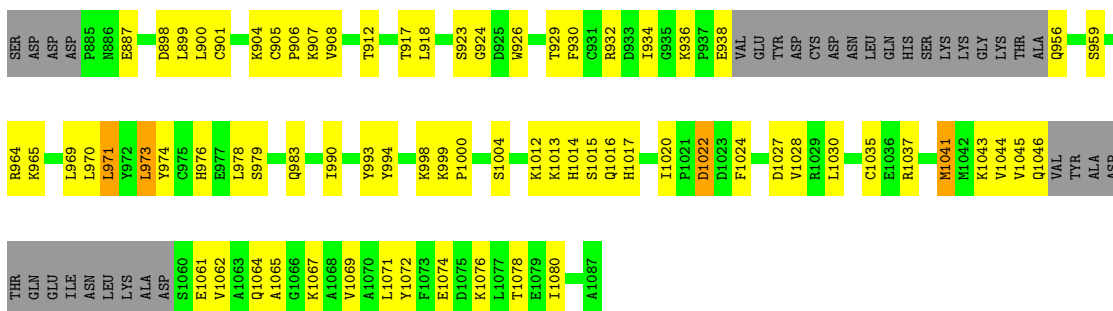 SER ASP ASP ASP P885 N886 E887 D898 L899 L900 C901 K904 C905 P906 K907 V908 T912 T917 L918 S923 G924 D925 W926 T929 F930 C931 R932 D933 I934 G935 K936 P937 E938 VAL GLU TYR ASP CYS ASP ASN LEU GLN HIS SER LYS LYS GLY LYS THR ALA Q956 S959
R964 K965 L969 L970 L971 Y972 L973 Y974 C975 H976 E977 L978 S979 Q983 I990 Y993 Y994 K998 K999 P1000 S1004 K1012 K1013 H1014 S1015 Q1016 H1017 I1020 P1021 D1022 D1023 F1024 D1027 V1028 R1029 L1030 C1035 E1036 R1037 M1041 M1042 K1043 V1044 V1045 Q1046 VAL TYR ALA ASP
THR GLN GLU ILE ASN LEU LYS ALA ASP S1060 E1061 V1062 A1063 Q1064 A1065 G1066 K1067 A1068 V1069 A1070 L1071 Y1072 F1073 E1074 D1075 K1076 L1077 T1078 E1079 I1080 A1087